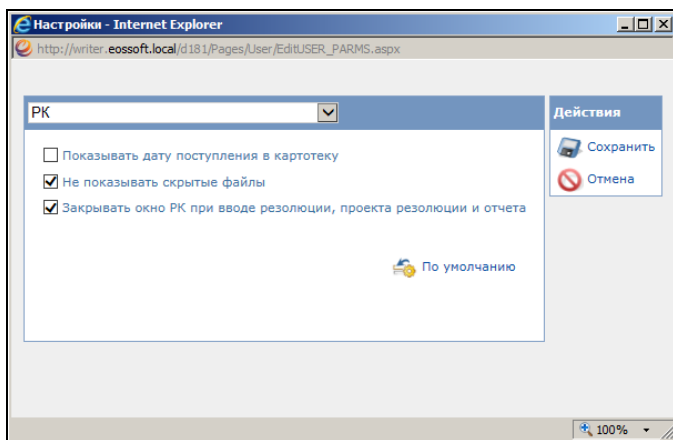 Настройки - Internet Explorer
http://writer.eossoft.local/d181/Pages/User/EditUSER_PARMS.aspx
РК
Действия
Показывать дату поступления в картотеку
Не показывать скрытые файлы
Закрывать окно РК при вводе резолюции, проекта резолюции и отчета
Сохранить
Отмена
По умолчанию
100%